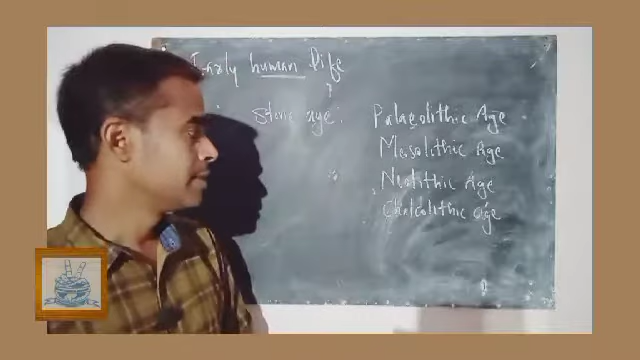 Early human life
Stone age: Palaeolithic Age
Mesolithic Age
Neolithic Age
Chalcolithic age